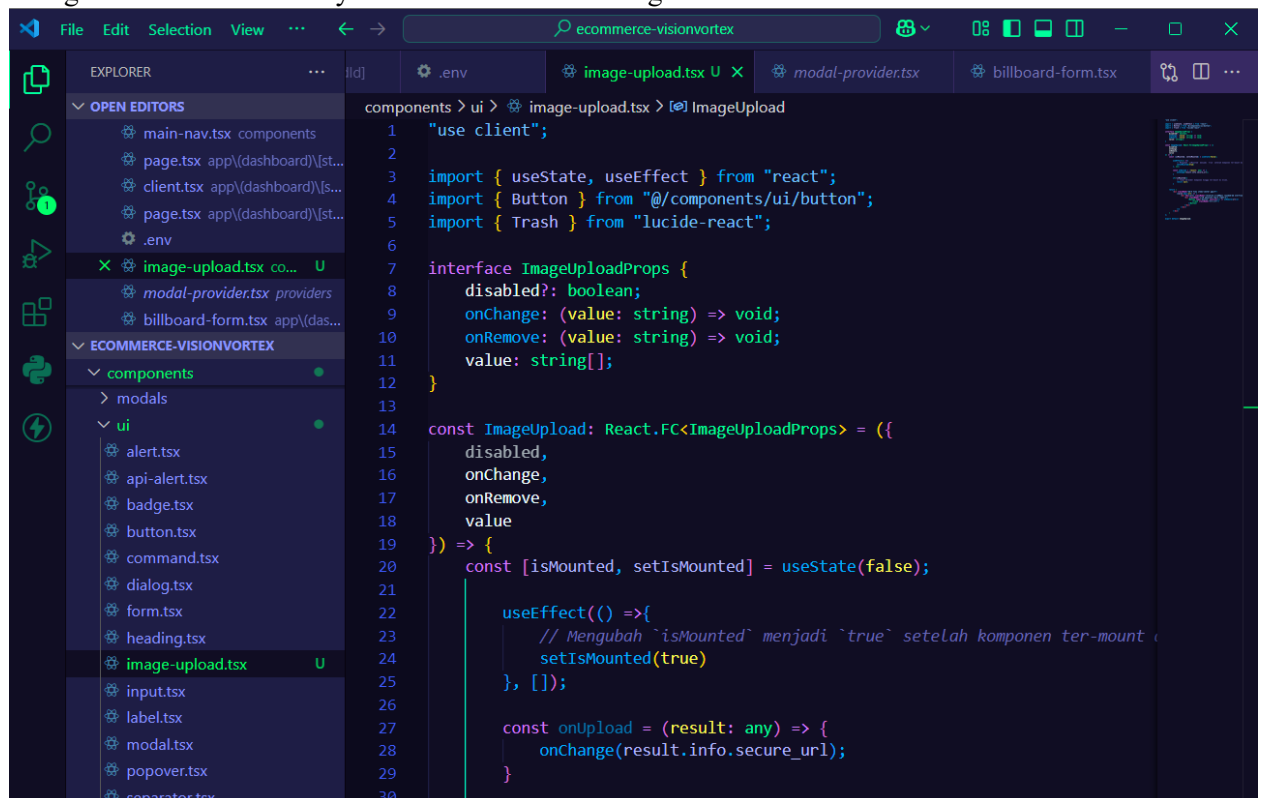 File Edit Selection View ··· ecommerce-visionvortex
EXPLORER ···
OPEN EDITORS
main-nav.tsx components
page.tsx app\(dashboard)\[st...
client.tsx app\(dashboard)\[s...
page.tsx app\(dashboard)\[st...
.env
image-upload.tsx co... U
modal-provider.tsx providers
billboard-form.tsx app\(das...
ECOMMERCE-VISIONVORTEX
components
modals
ui
alert.tsx
api-alert.tsx
badge.tsx
button.tsx
command.tsx
dialog.tsx
form.tsx
heading.tsx
image-upload.tsx U
input.tsx
label.tsx
modal.tsx
popover.tsx
separator.tsx
1
.env image-upload.tsx U modal-provider.tsx billboard-form.tsx ···
components > ui > image-upload.tsx > ImageUpload
1 "use client";
2
3 import { useState, useEffect } from "react";
4 import { Button } from "@/components/ui/button";
5 import { Trash } from "lucide-react";
6
7 interface ImageUploadProps {
8 disabled?: boolean;
9 onChange: (value: string) => void;
10 onRemove: (value: string) => void;
11 value: string[];
12 }
13
14 const ImageUpload: React.FC<ImageUploadProps> = ({
15 disabled,
16 onChange,
17 onRemove,
18 value
19 }) => {
20 const [isMounted, setIsMounted] = useState(false);
21
22 useEffect(() =>{
23 // Mengubah `isMounted` menjadi `true` setelah komponen ter-mount
24 setIsMounted(true)
25 }, []);
26
27 const onUpload = (result: any) => {
28 onChange(result.info.secure_url);
29 }
30